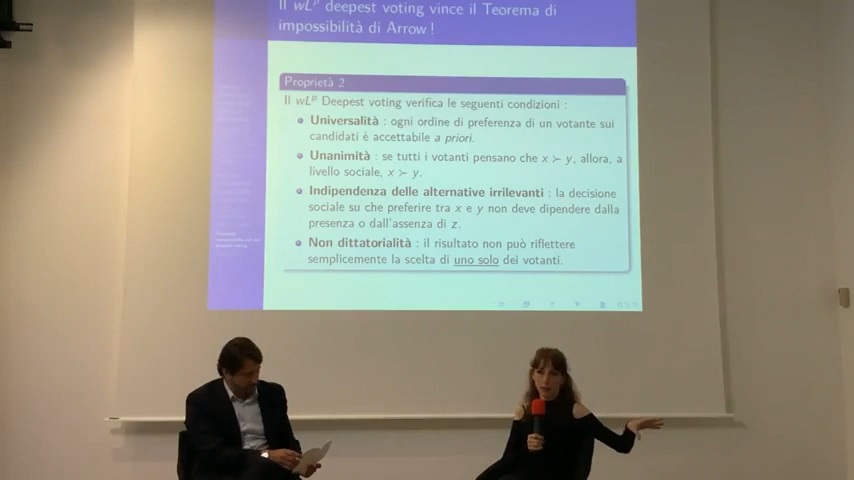 Il wLᵖ deepest voting vince il Teorema di
impossibilità di Arrow !
Proprietà 2
Il wLᵖ Deepest voting verifica le seguenti condizioni :
Universalità : ogni ordine di preferenza di un votante sui
candidati è accettabile a priori.
Unanimità : se tutti i votanti pensano che x ≻ y, allora, a
livello sociale, x ≻ y.
Indipendenza delle alternative irrilevanti : la decisione
sociale su che preferire tra x e y non deve dipendere dalla
presenza o dall'assenza di z.
Non dittatorialità : il risultato non può riflettere
semplicemente la scelta di uno solo dei votanti.